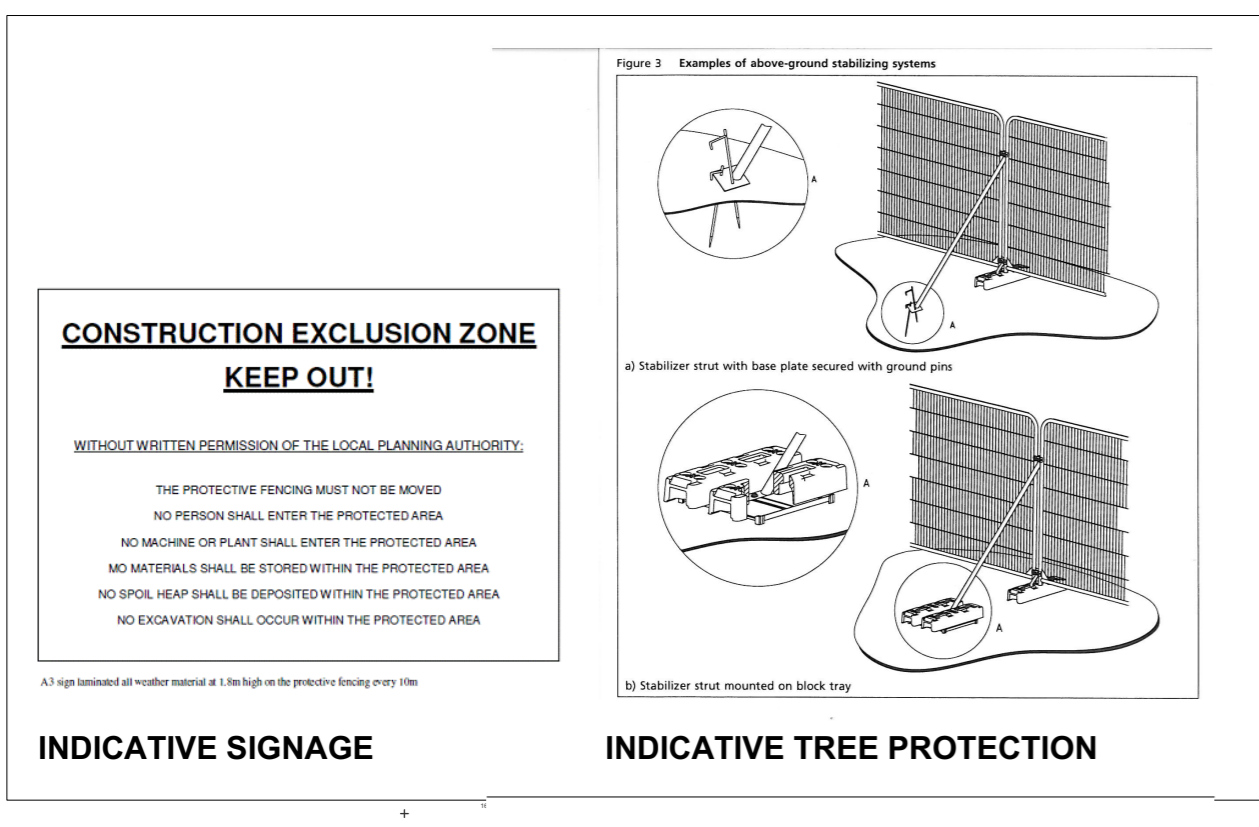 Figure 3 Examples of above-ground stabilizing systems
A
A
a) Stabilizer strut with base plate secured with ground pins
A
A
b) Stabilizer strut mounted on block tray
CONSTRUCTION EXCLUSION ZONE
KEEP OUT!
WITHOUT WRITTEN PERMISSION OF THE LOCAL PLANNING AUTHORITY:
THE PROTECTIVE FENCING MUST NOT BE MOVED
NO PERSON SHALL ENTER THE PROTECTED AREA
NO MACHINE OR PLANT SHALL ENTER THE PROTECTED AREA
MO MATERIALS SHALL BE STORED WITHIN THE PROTECTED AREA
NO SPOIL HEAP SHALL BE DEPOSITED WITHIN THE PROTECTED AREA
NO EXCAVATION SHALL OCCUR WITHIN THE PROTECTED AREA
A3 sign laminated all weather material at 1.8m high on the protective fencing every 10m
INDICATIVE SIGNAGE
INDICATIVE TREE PROTECTION